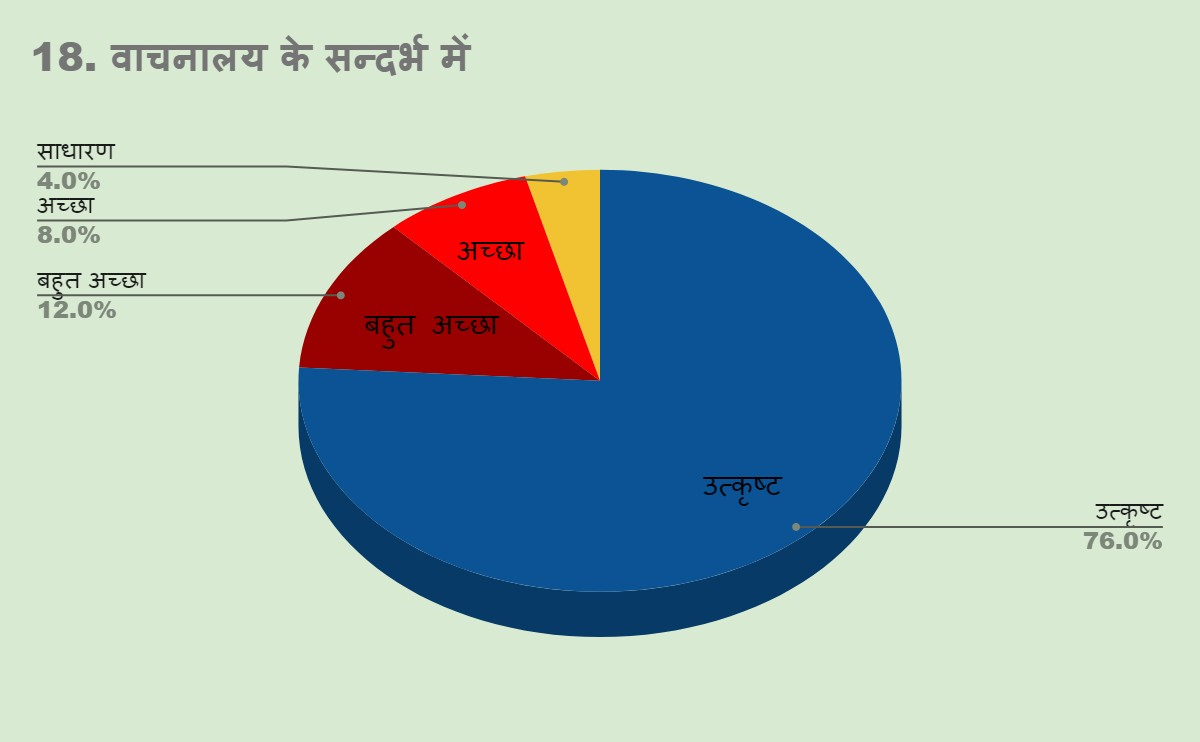 18. वाचनालय के सन्दर्भ में
साधारण
4.0%
अच्छा
8.0%
बहुत अच्छा
12.0%
अच्छा
बहुत अच्छा
उत्कृष्ट
उत्कृष्ट
76.0%